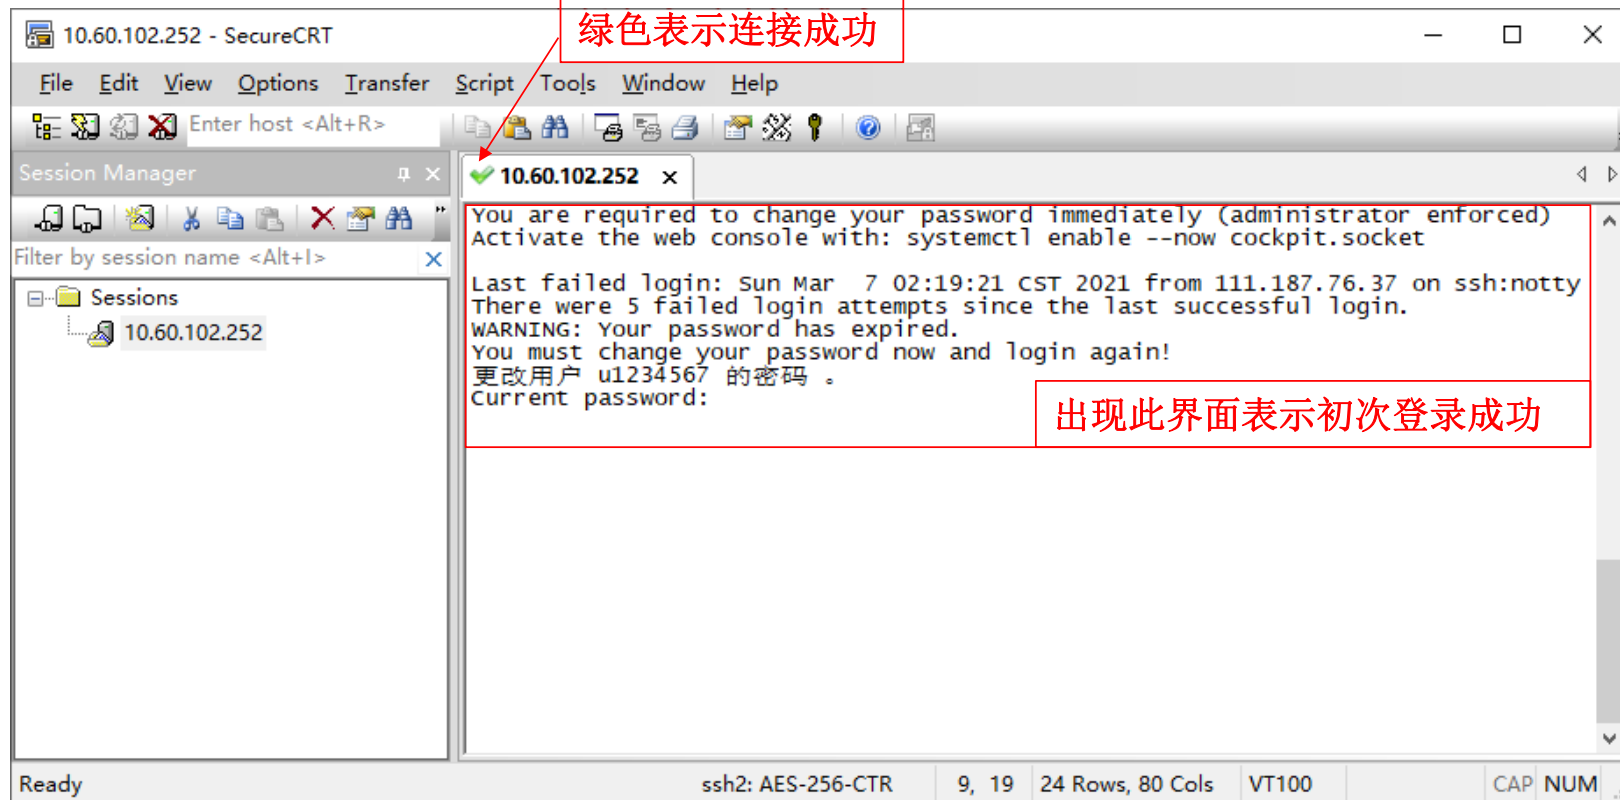 绿色表示连接成功
10.60.102.252 - SecureCRT
File Edit View Options Transfer Script Tools Window Help
Enter host <Alt+R>
Session Manager
10.60.102.252
Filter by session name <Alt+I>
Sessions
10.60.102.252
You are required to change your password immediately (administrator enforced)
Activate the web console with: systemctl enable --now cockpit.socket
Last failed login: Sun Mar  7 02:19:21 CST 2021 from 111.187.76.37 on ssh:notty
There were 5 failed login attempts since the last successful login.
WARNING: Your password has expired.
You must change your password now and login again!
更改用户 u1234567 的密码 。
Current password:
出现此界面表示初次登录成功
Ready ssh2: AES-256-CTR 9, 19 24 Rows, 80 Cols VT100 CAP NUM